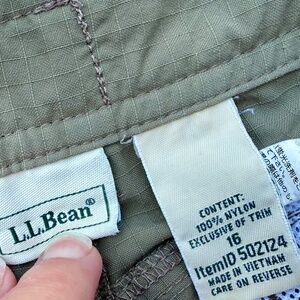 L.L.Bean®
CONTENT:
100% NYLON
EXCLUSIVE OF TRIM
16
ItemID 502124
MADE IN VIETNAM
CARE ON REVERSE